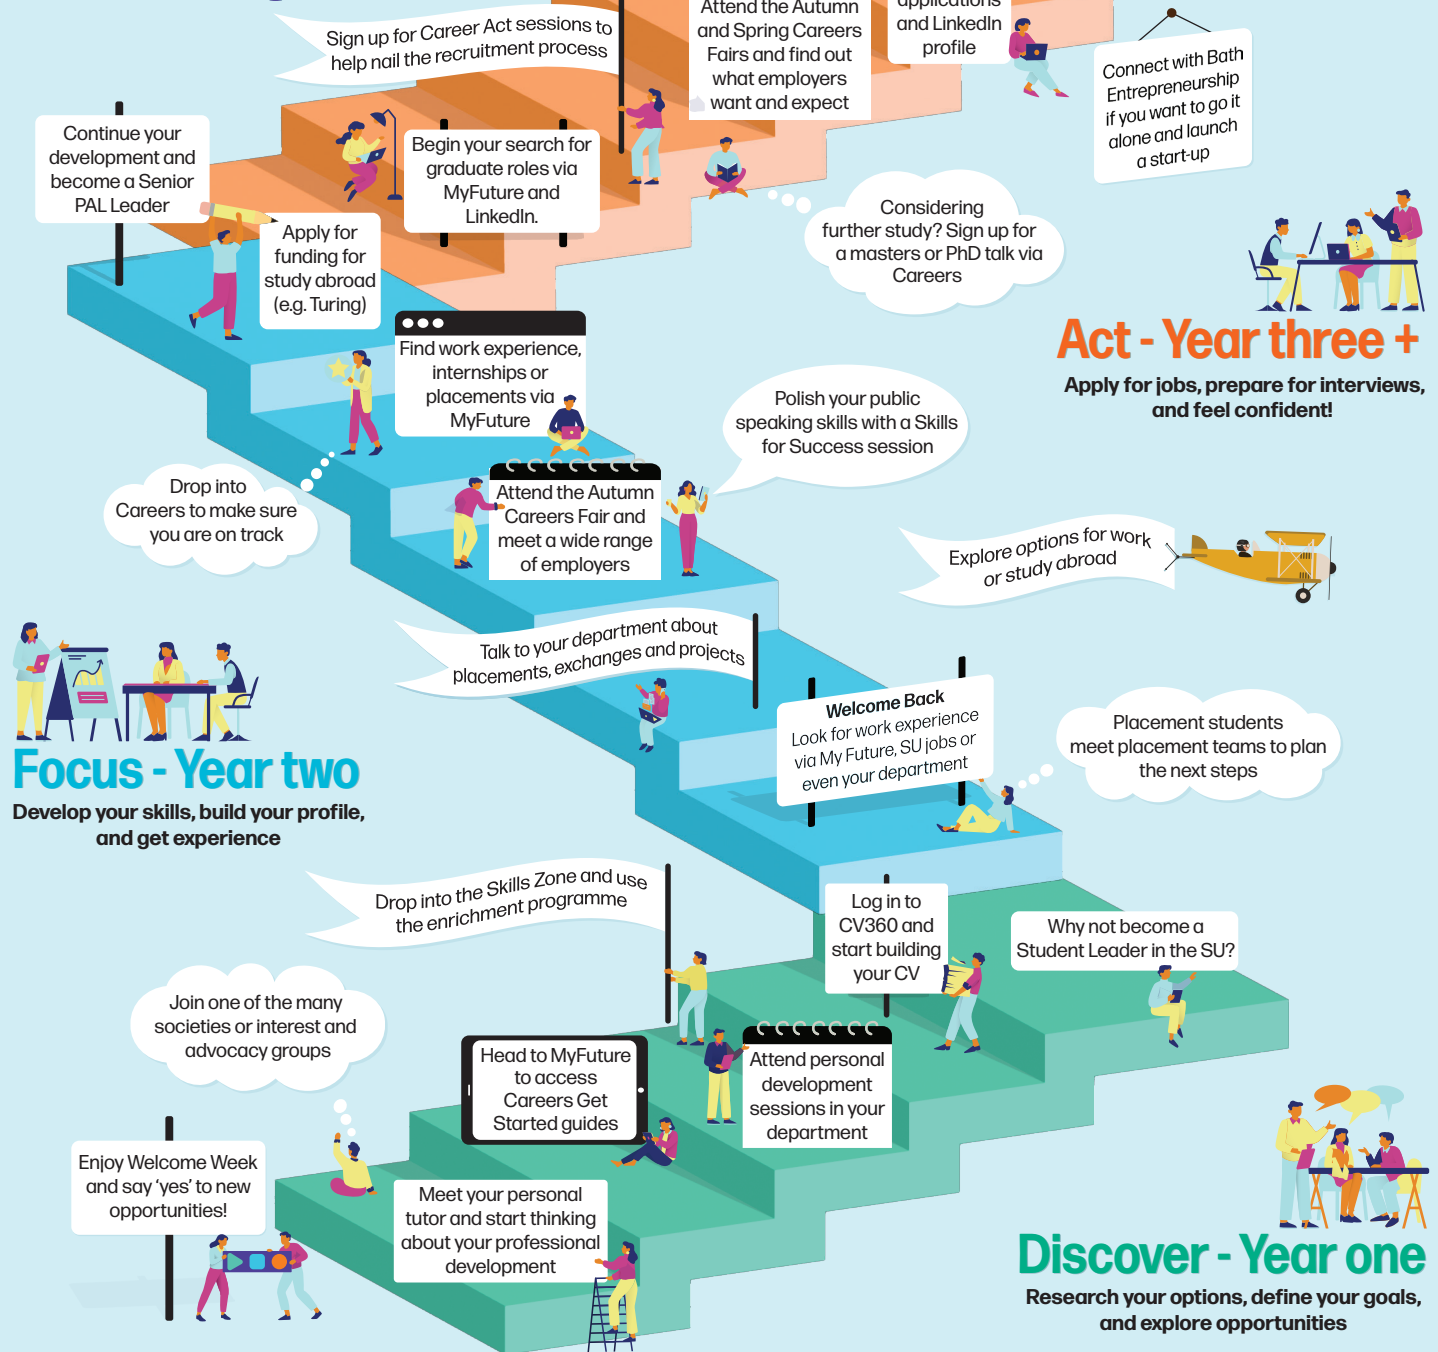 Sign up for Career Act sessions to
help nail the recruitment process
Attend the Autumn
and Spring Careers
Fairs and find out
what employers
want and expect
applications
and LinkedIn
profile
Connect with Bath
Entrepreneurship
if you want to go it
alone and launch
a start-up
Continue your
development and
become a Senior
PAL Leader
Begin your search for
graduate roles via
MyFuture and
LinkedIn.
Considering
further study? Sign up for
a masters or PhD talk via
Careers
Apply for
funding for
study abroad
(e.g. Turing)
Act - Year three +
Apply for jobs, prepare for interviews,
and feel confident!
Find work experience,
internships or
placements via
MyFuture
Polish your public
speaking skills with a Skills
for Success session
Drop into
Careers to make sure
you are on track
Attend the Autumn
Careers Fair and
meet a wide range
of employers
Explore options for work
or study abroad
Talk to your department about
placements, exchanges and projects
Welcome Back
Look for work experience
via My Future, SU jobs or
even your department
Placement students
meet placement teams to plan
the next steps
Focus - Year two
Develop your skills, build your profile,
and get experience
Drop into the Skills Zone and use
the enrichment programme
Log in to
CV360 and
start building
your CV
Why not become a
Student Leader in the SU?
Join one of the many
societies or interest and
advocacy groups
Head to MyFuture
to access
Careers Get
Started guides
Attend personal
development
sessions in your
department
Enjoy Welcome Week
and say ‘yes’ to new
opportunities!
Meet your personal
tutor and start thinking
about your professional
development
Discover - Year one
Research your options, define your goals,
and explore opportunities